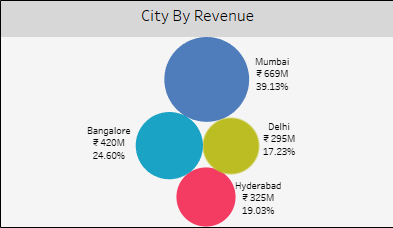 City By Revenue
Mumbai
₹ 669M
39.13%
Bangalore
₹ 420M
24.60%
Delhi
₹ 295M
17.23%
Hyderabad
₹ 325M
19.03%